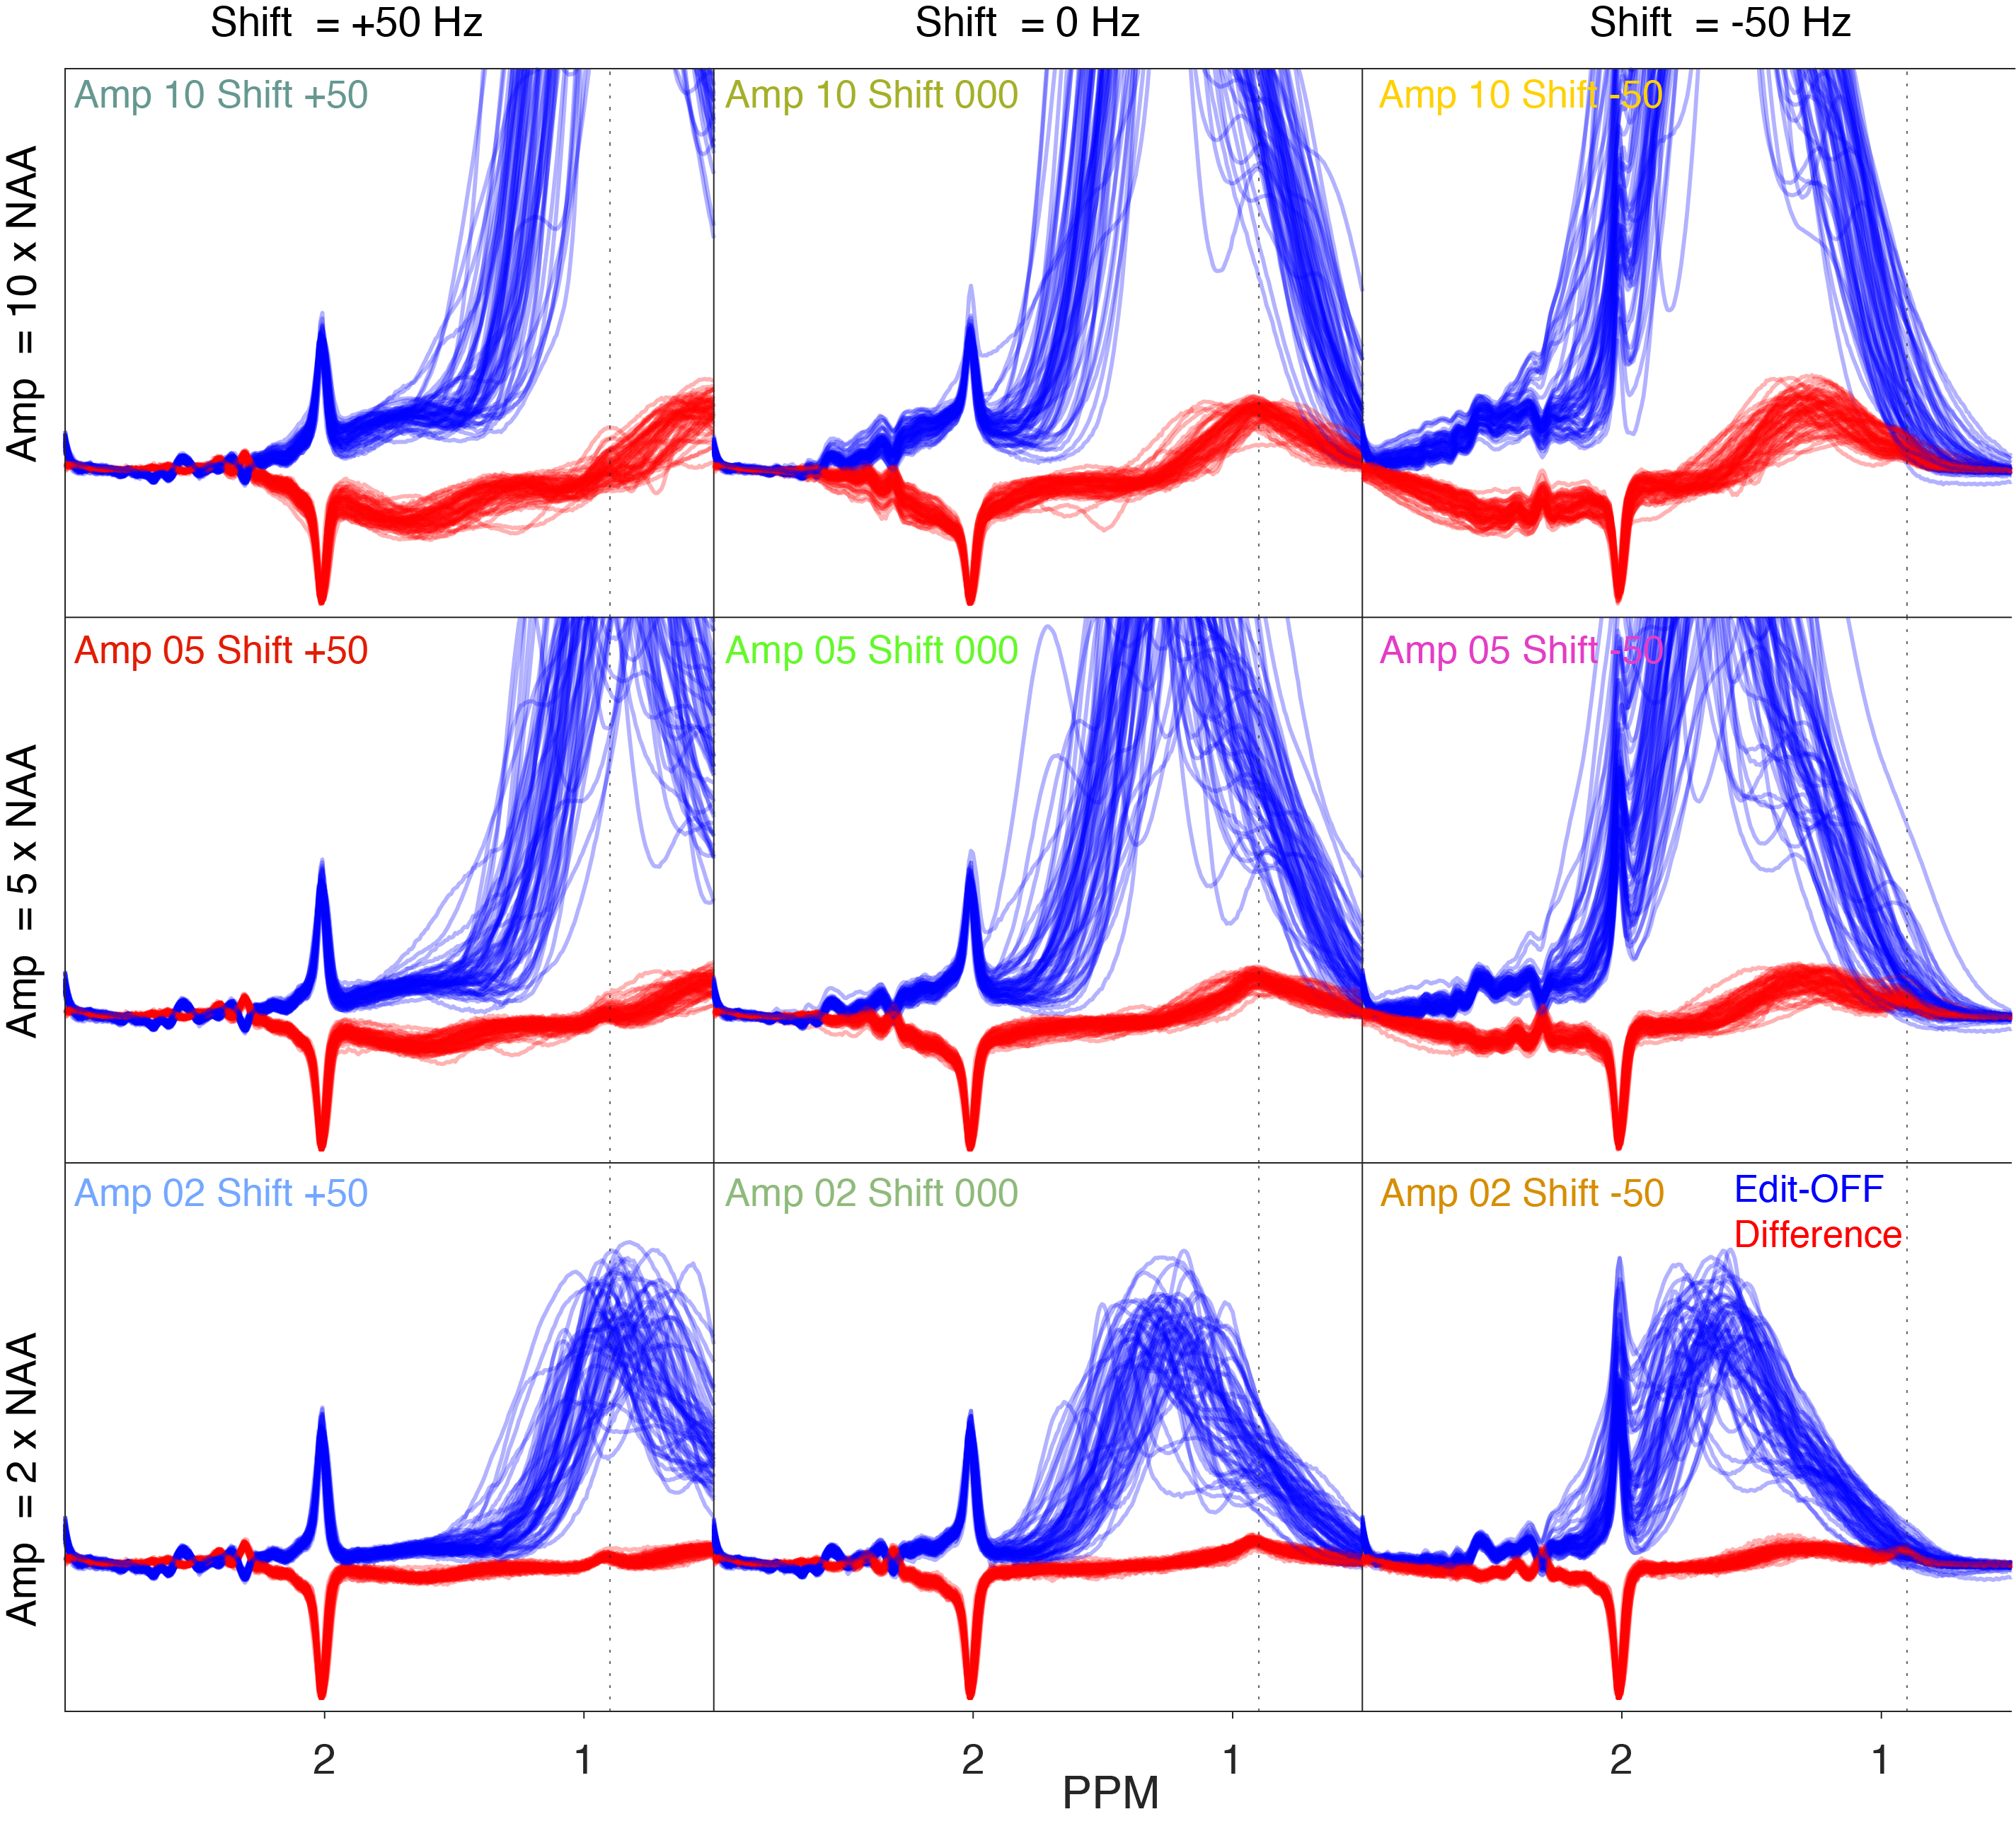 Shift = +50 Hz
Shift = 0 Hz
Shift = -50 Hz
Amp = 10 x NAA
Amp 10 Shift +50
Amp 10 Shift 000
Amp 10 Shift -50
Amp = 5 x NAA
Amp 05 Shift +50
Amp 05 Shift 000
Amp 05 Shift -50
Amp = 2 x NAA
Amp 02 Shift +50
Amp 02 Shift 000
Amp 02 Shift -50
Edit-OFF
Difference
2 1 2 1 2 1
PPM